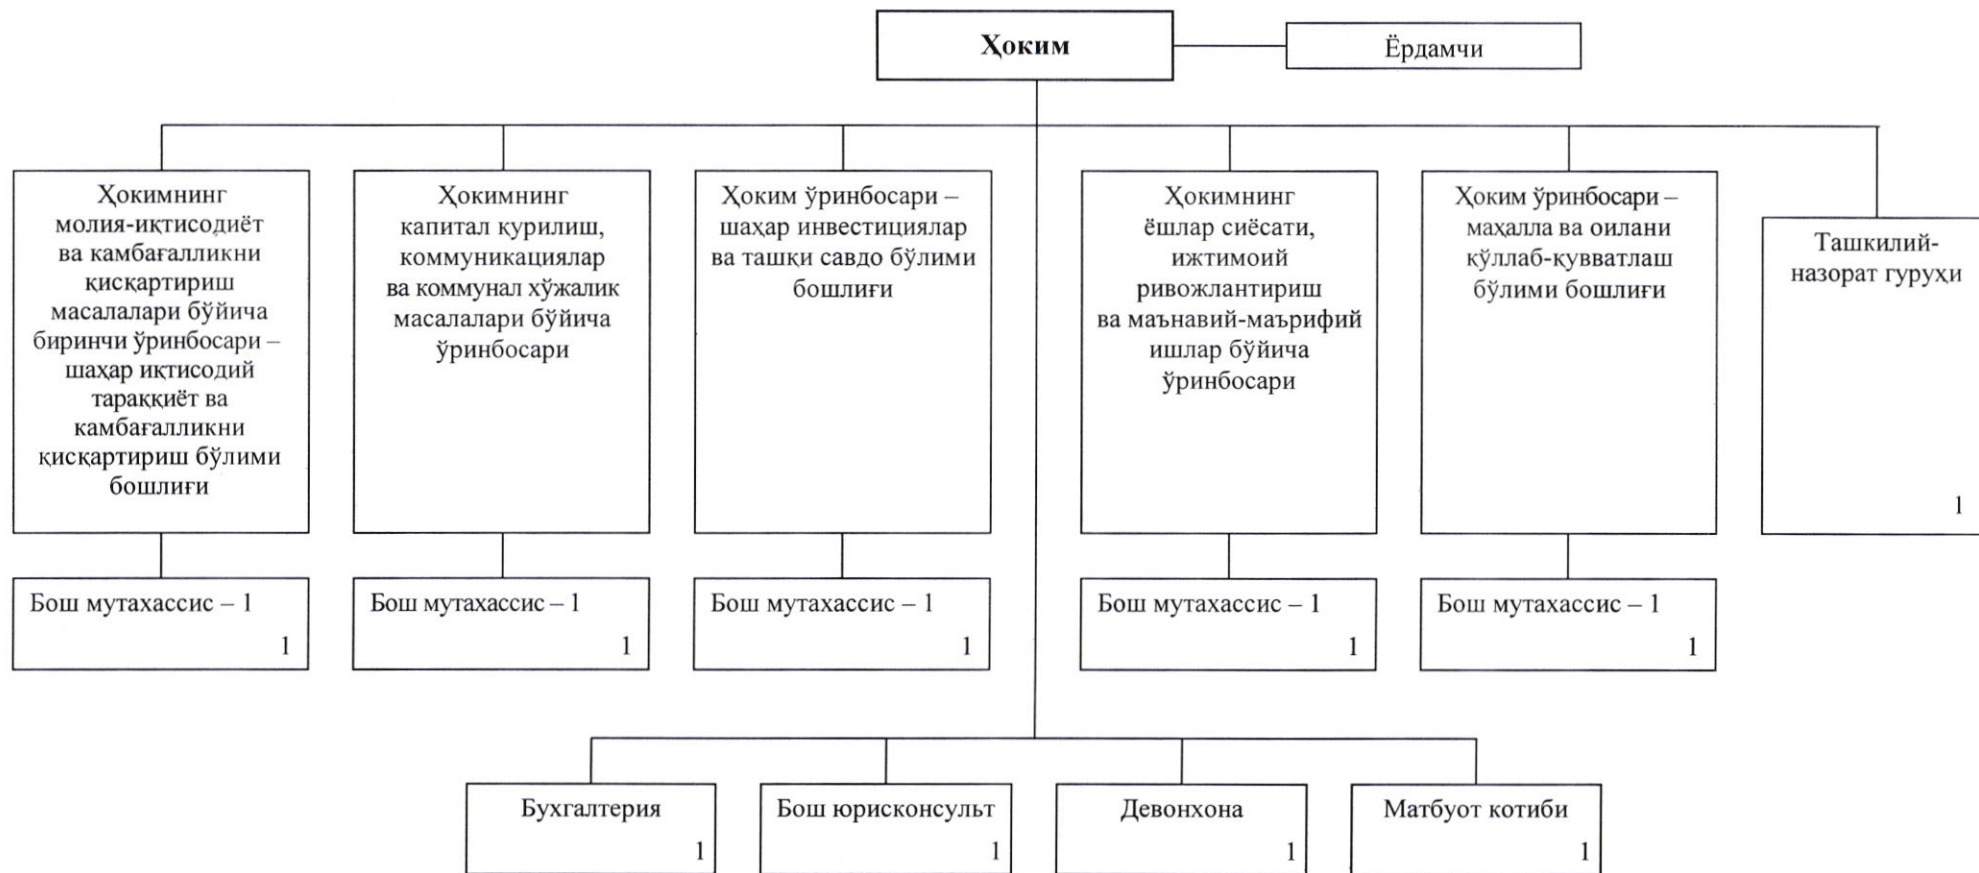 Ҳоким
Ёрдамчи
Ҳокимнинг
молия-иқтисодиёт
ва камбағалликни
қисқартириш
масалалари бўйича
биринчи ўринбосари –
шаҳар иқтисодий
тараққиёт ва
камбағалликни
қисқартириш бўлими
бошлиғи
Ҳокимнинг
капитал қурилиш,
коммуникациялар
ва коммунал хўжалик
масалалари бўйича
ўринбосари
Ҳоким ўринбосари –
шаҳар инвестициялар
ва ташқи савдо бўлими
бошлиғи
Ҳокимнинг
ёшлар сиёсати,
ижтимоий
ривожлантириш
ва маънавий-маърифий
ишлар бўйича
ўринбосари
Ҳоким ўринбосари –
маҳалла ва оилани
қўллаб-қувватлаш
бўлими бошлиғи
Ташкилий-
назорат гуруҳи
1
Бош мутахассис – 1
1
Бош мутахассис – 1
1
Бош мутахассис – 1
1
Бош мутахассис – 1
1
Бош мутахассис – 1
1
Бухгалтерия
1
Бош юрисконсульт
1
Девонхона
1
Матбуот котиби
1